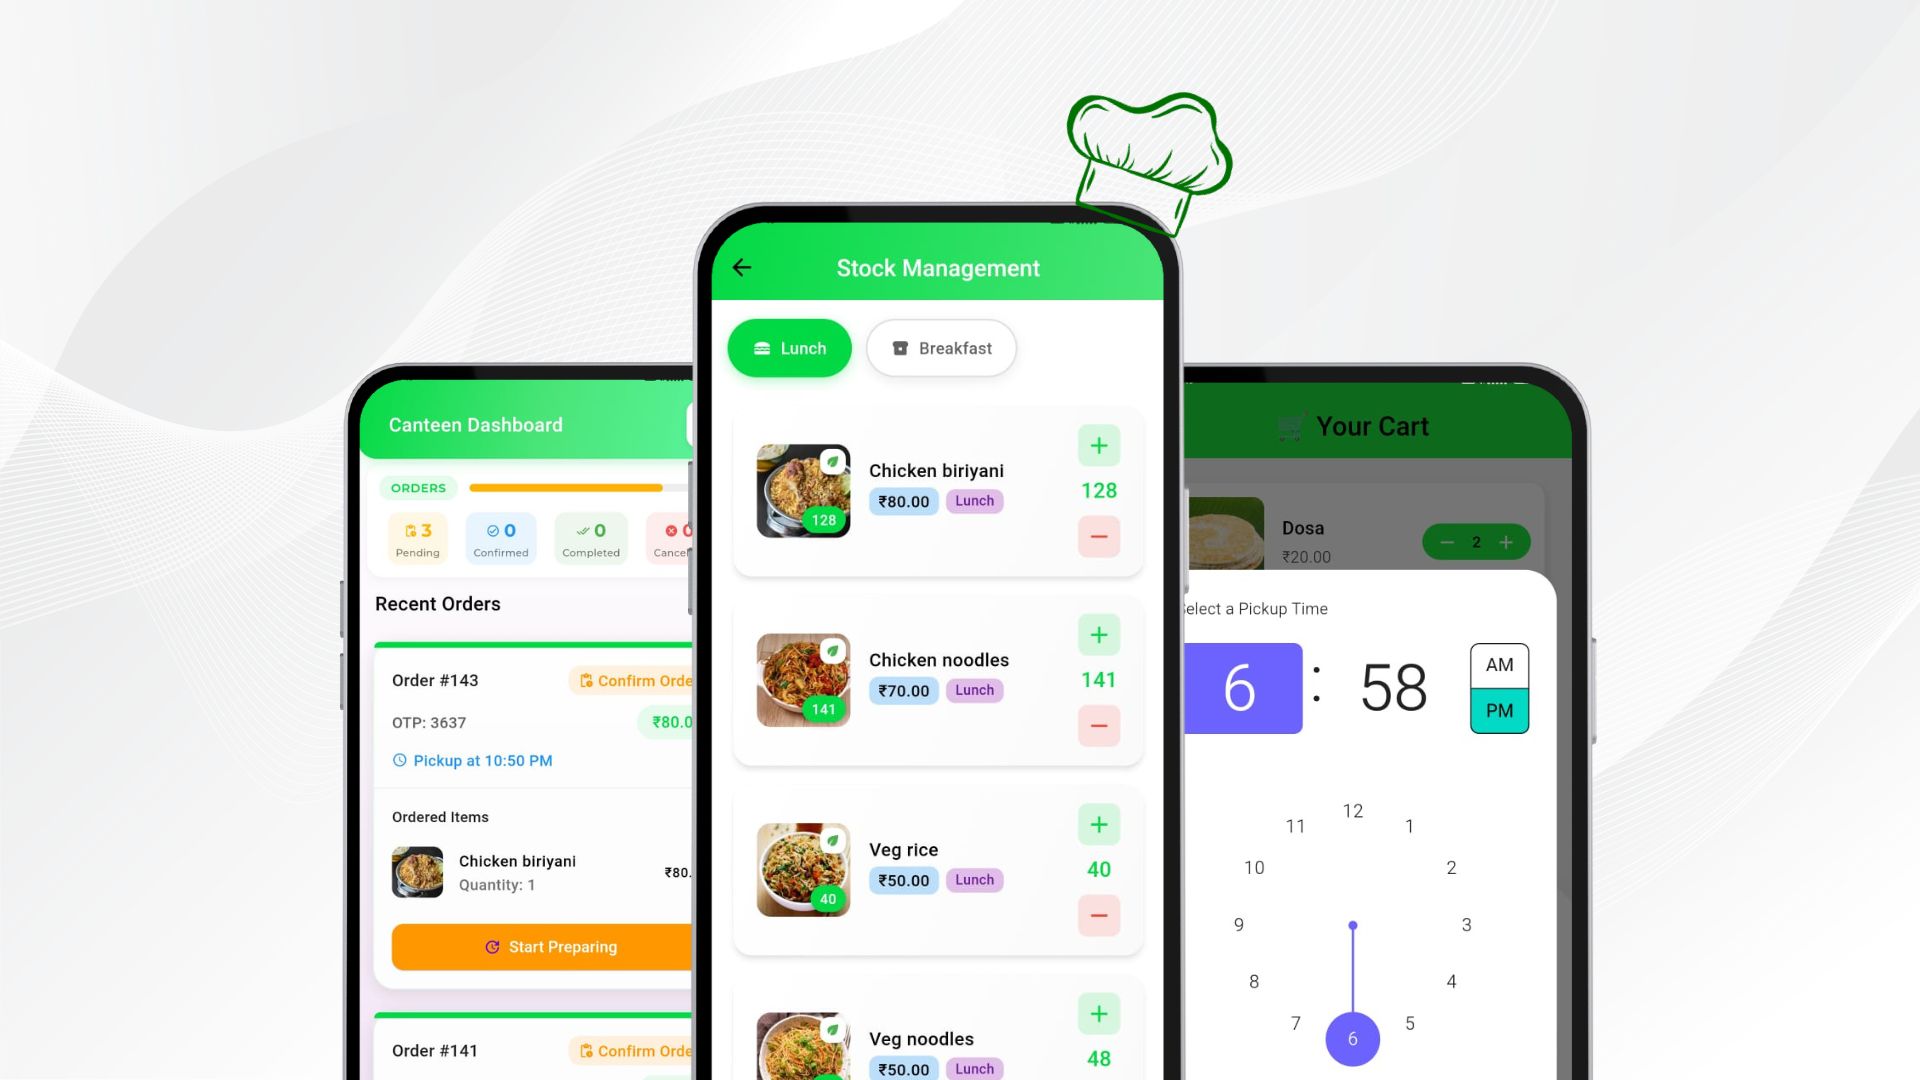 Canteen Dashboard
ORDERS
3
Pending
0
Confirmed
0
Completed
Recent Orders
Order #143
Confirm Orde
OTP: 3637
₹80.0
Pickup at 10:50 PM
Ordered Items
Chicken biriyani
Quantity: 1
₹80.
Start Preparing
Order #141
Confirm Orde
Stock Management
Lunch
Breakfast
128
Chicken biriyani
₹80.00
Lunch
128
141
Chicken noodles
₹70.00
Lunch
141
40
Veg rice
₹50.00
Lunch
40
Veg noodles
₹50.00
Lunch
48
Your Cart
Dosa
₹20.00
2
Select a Pickup Time
6 : 58
AM
PM
12
11
1
10
2
9
3
8
4
7
5
6